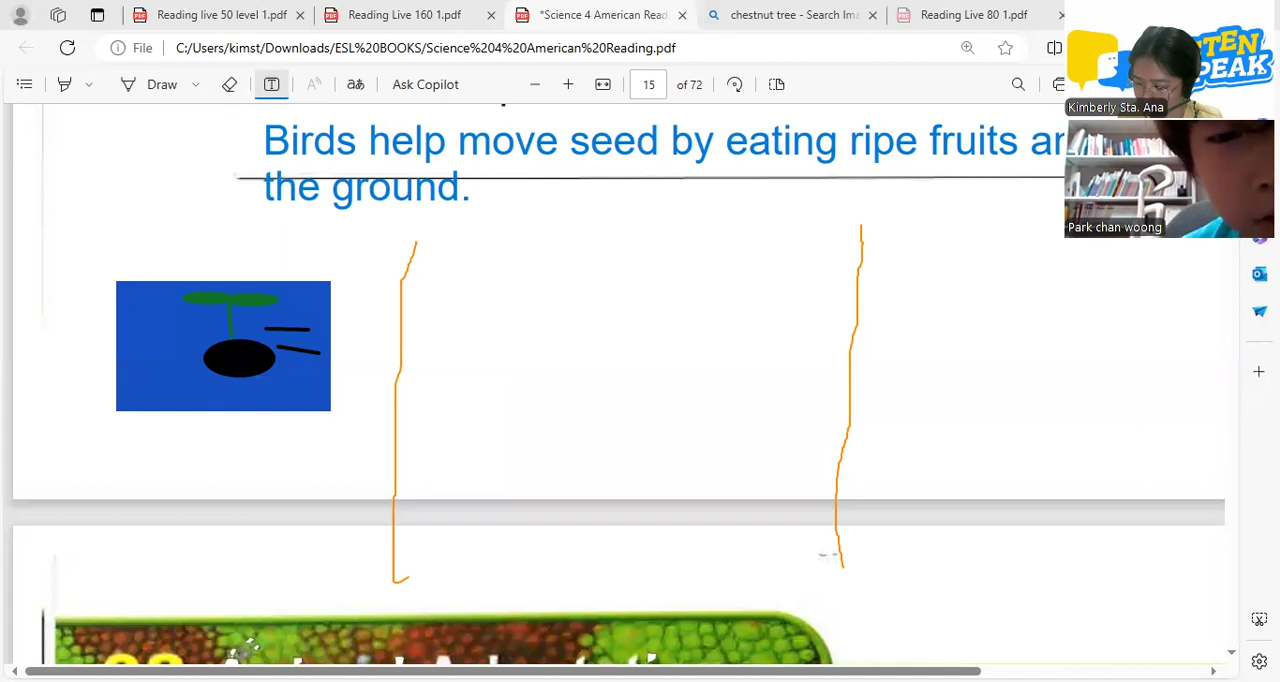 Reading live 50 level 1.pdf
Reading Live 160 1.pdf
*Science 4 American Read
chestnut tree - Search Ima
Reading Live 80 1.pdf
File
C:/Users/kimst/Downloads/ESL%20BOOKS/Science%204%20American%20Reading.pdf
Draw
Ask Copilot
15
of 72
PEAK
Kimberly Sta. Ana
Park chan woong
Birds help move seed by eating ripe fruits an
the ground.